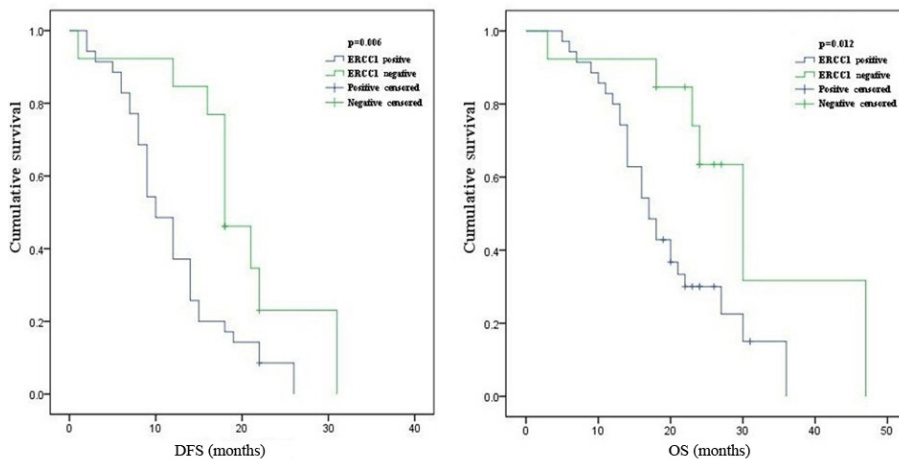 Cumulative survival
1.0
0.8
0.6
0.4
0.2
0.0
p=0.006
ERCC1 positive
ERCC1 negative
Positive censored
Negative censored
0 10 20 30 40
DFS (months)
Cumulative survival
1.0
0.8
0.6
0.4
0.2
0.0
p=0.012
ERCC1 positive
ERCC1 negative
Positive censored
Negative censored
0 10 20 30 40 50
OS (months)